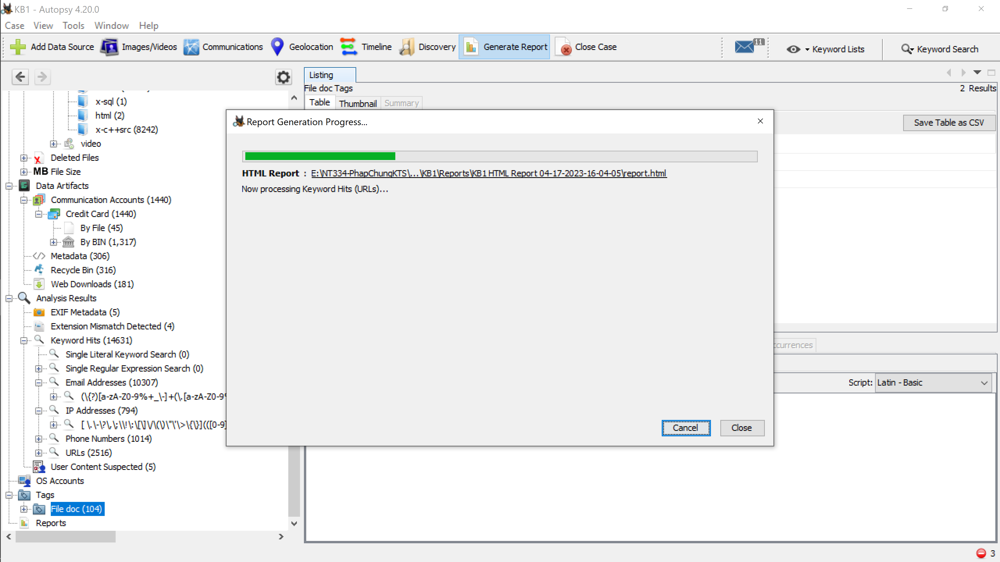 KB1 - Autopsy 4.20.0
Case View Tools Window Help
Add Data Source Images/Videos Communications Geolocation Timeline Discovery Generate Report Close Case 11 Keyword Lists Keyword Search
Listing
File doc Tags 2 Results
Table Thumbnail Summary
Save Table as CSV
x-sql (1)
html (2)
x-c++src (8242)
video
Deleted Files
MB File Size
Data Artifacts
Communication Accounts (1440)
Credit Card (1440)
By File (45)
By BIN (1,317)
Metadata (306)
Recycle Bin (316)
Web Downloads (181)
Analysis Results
EXIF Metadata (5)
Extension Mismatch Detected (4)
Keyword Hits (14631)
Single Literal Keyword Search (0)
Single Regular Expression Search (0)
Email Addresses (10307)
(\{?)[a-zA-Z0-9%+_\-]+(\.[a-zA-Z0-9%
IP Addresses (794)
[ \.\-\?\,\;\\!\:\[\]\/\(\)\"\'\>\{\}](([0-9]
Phone Numbers (1014)
URLs (2516)
User Content Suspected (5)
OS Accounts
Tags
File doc (104)
Reports
Report Generation Progress...
HTML Report : E:\NT334-PhapChungKTS\...\KB1\Reports\KB1 HTML Report 04-17-2023-16-04-05\report.html
Now processing Keyword Hits (URLs)...
Cancel Close
ccurrences
Script: Latin - Basic
3